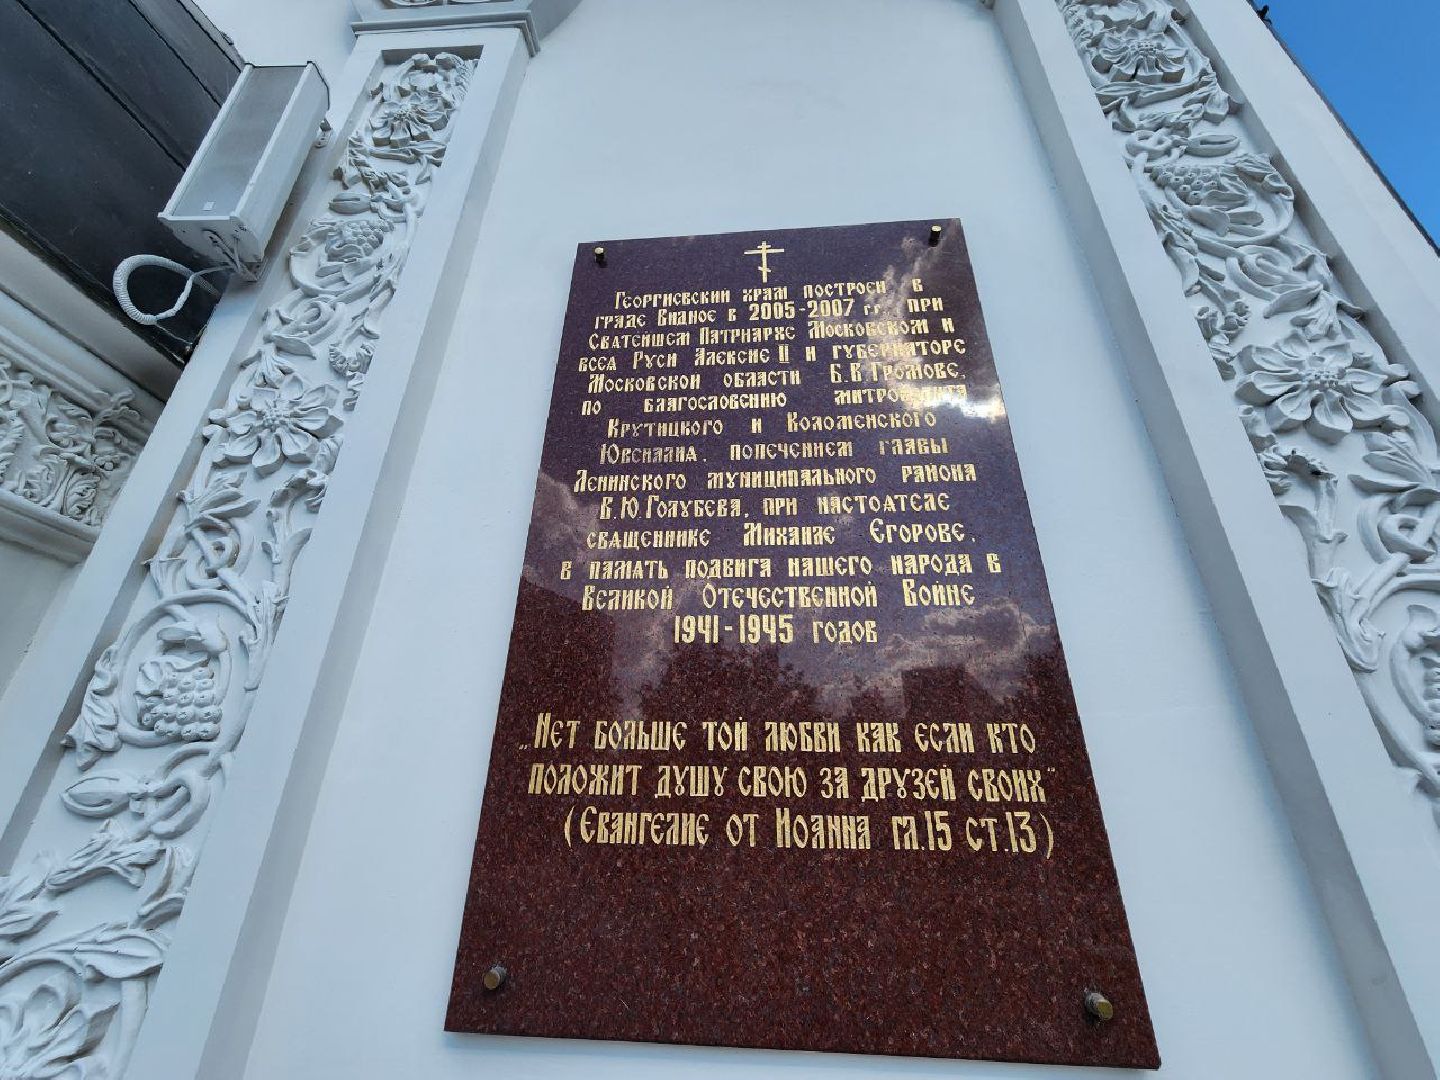 Георгиевский храм построен в
граде Видное в 2005-2007 г.г. при
Святейшем Патриархе Московском и
всея Руси Алексие II и губернаторе
Московской области Б.В.Громове,
по благословению митрополита
Крутицкого и Коломенского
Ювеналия, попечением главы
Ленинского муниципального района
В.Ю.Голубева, при настоятеле
священнике Михаиле Егорове,
в память подвига нашего народа в
Великой Отечественной Войне
1941-1945 годов
„Нет больше той любви как если кто
положит душу свою за друзей своих"
(Евангелие от Иоанна гл.15 ст.13)